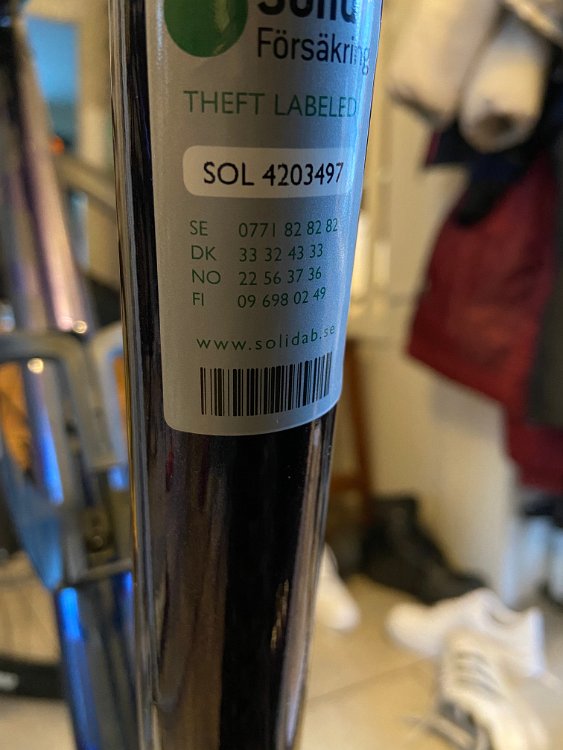 Solid
Försäkring
THEFT LABELED
SOL 4203497
SE 0771 82 82 82
DK 33 32 43 33
NO 22 56 37 36
FI 09 698 02 49
www.solidab.se